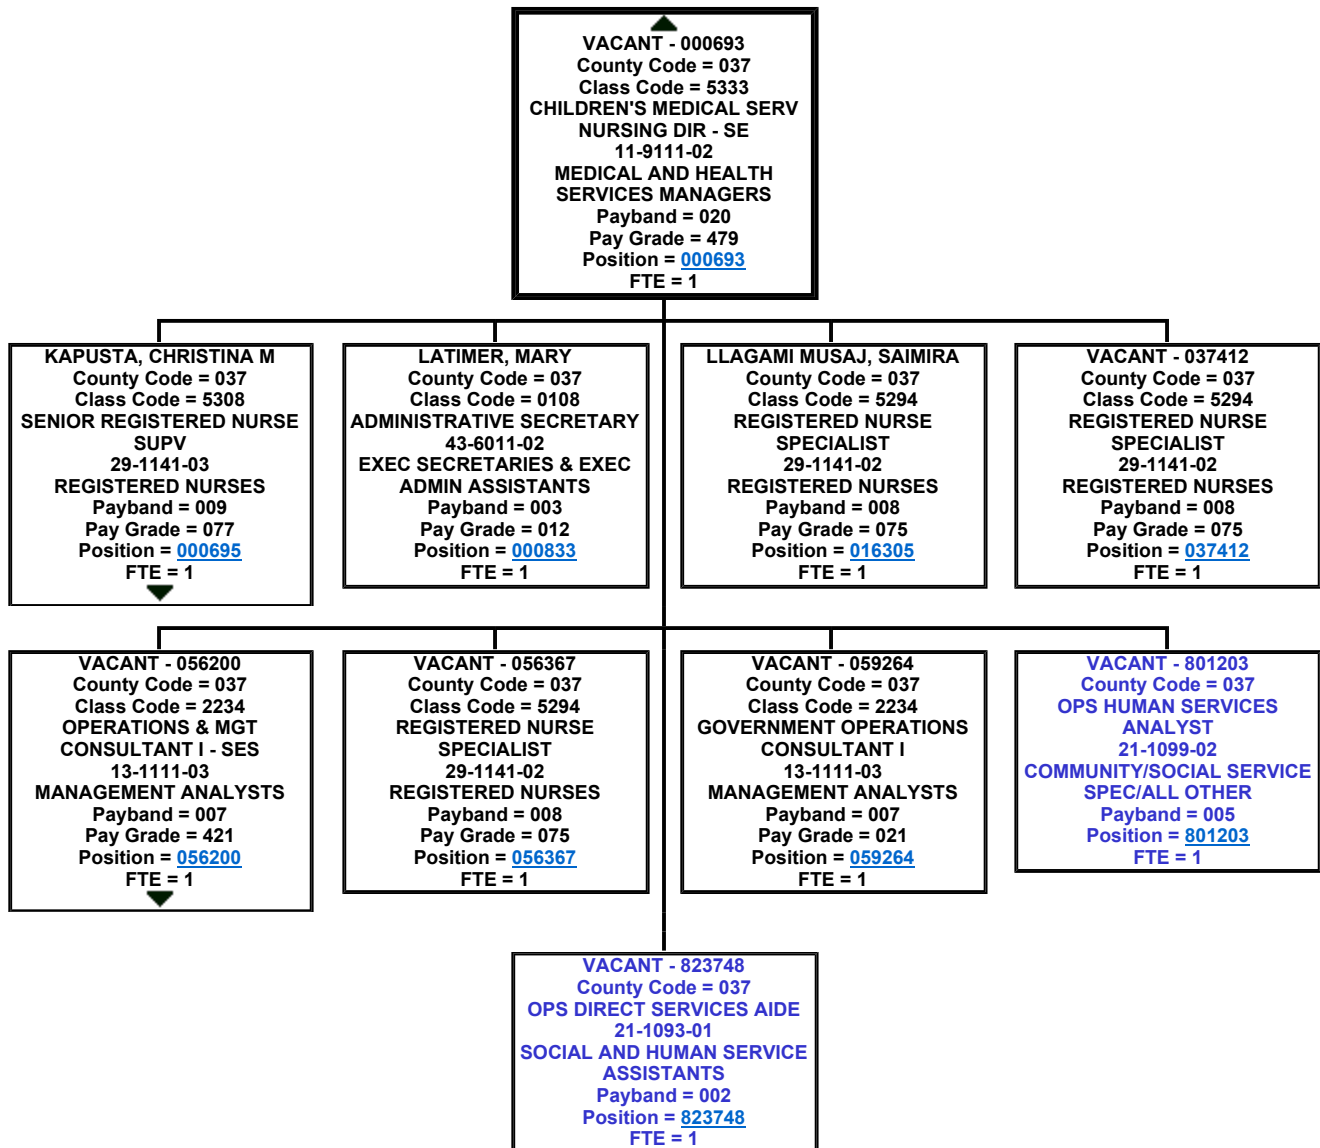 VACANT - 000693
County Code = 037
Class Code = 5333
CHILDREN'S MEDICAL SERV
NURSING DIR - SE
11-9111-02
MEDICAL AND HEALTH
SERVICES MANAGERS
Payband = 020
Pay Grade = 479
Position = 000693
FTE = 1
KAPUSTA, CHRISTINA M
County Code = 037
Class Code = 5308
SENIOR REGISTERED NURSE
SUPV
29-1141-03
REGISTERED NURSES
Payband = 009
Pay Grade = 077
Position = 000695
FTE = 1
LATIMER, MARY
County Code = 037
Class Code = 0108
ADMINISTRATIVE SECRETARY
43-6011-02
EXEC SECRETARIES & EXEC
ADMIN ASSISTANTS
Payband = 003
Pay Grade = 012
Position = 000833
FTE = 1
LLAGAMI MUSAJ, SAIMIRA
County Code = 037
Class Code = 5294
REGISTERED NURSE
SPECIALIST
29-1141-02
REGISTERED NURSES
Payband = 008
Pay Grade = 075
Position = 016305
FTE = 1
VACANT - 037412
County Code = 037
Class Code = 5294
REGISTERED NURSE
SPECIALIST
29-1141-02
REGISTERED NURSES
Payband = 008
Pay Grade = 075
Position = 037412
FTE = 1
VACANT - 056200
County Code = 037
Class Code = 2234
OPERATIONS & MGT
CONSULTANT I - SES
13-1111-03
MANAGEMENT ANALYSTS
Payband = 007
Pay Grade = 421
Position = 056200
FTE = 1
VACANT - 056367
County Code = 037
Class Code = 5294
REGISTERED NURSE
SPECIALIST
29-1141-02
REGISTERED NURSES
Payband = 008
Pay Grade = 075
Position = 056367
FTE = 1
VACANT - 059264
County Code = 037
Class Code = 2234
GOVERNMENT OPERATIONS
CONSULTANT I
13-1111-03
MANAGEMENT ANALYSTS
Payband = 007
Pay Grade = 021
Position = 059264
FTE = 1
VACANT - 801203
County Code = 037
OPS HUMAN SERVICES
ANALYST
21-1099-02
COMMUNITY/SOCIAL SERVICE
SPEC/ALL OTHER
Payband = 005
Position = 801203
FTE = 1
VACANT - 823748
County Code = 037
OPS DIRECT SERVICES AIDE
21-1093-01
SOCIAL AND HUMAN SERVICE
ASSISTANTS
Payband = 002
Position = 823748
FTE = 1